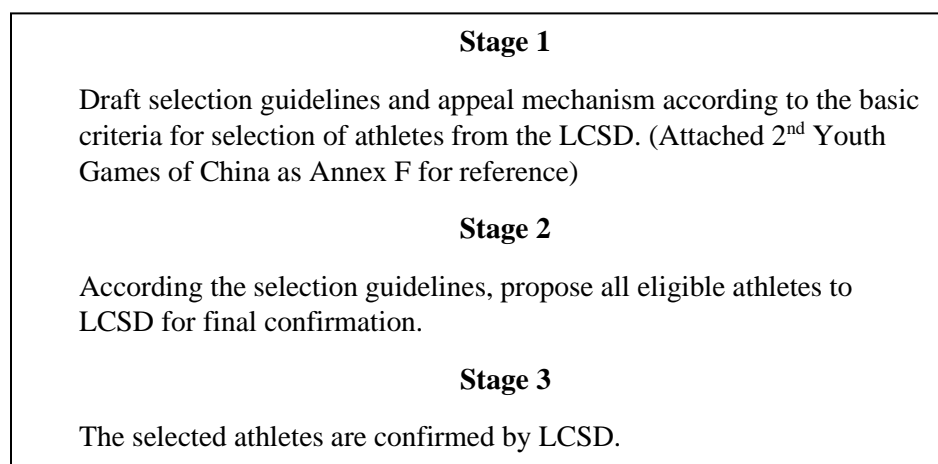 Stage 1
Draft selection guidelines and appeal mechanism according to the basic
criteria for selection of athletes from the LCSD. (Attached 2nd Youth
Games of China as Annex F for reference)
Stage 2
According the selection guidelines, propose all eligible athletes to
LCSD for final confirmation.
Stage 3
The selected athletes are confirmed by LCSD.